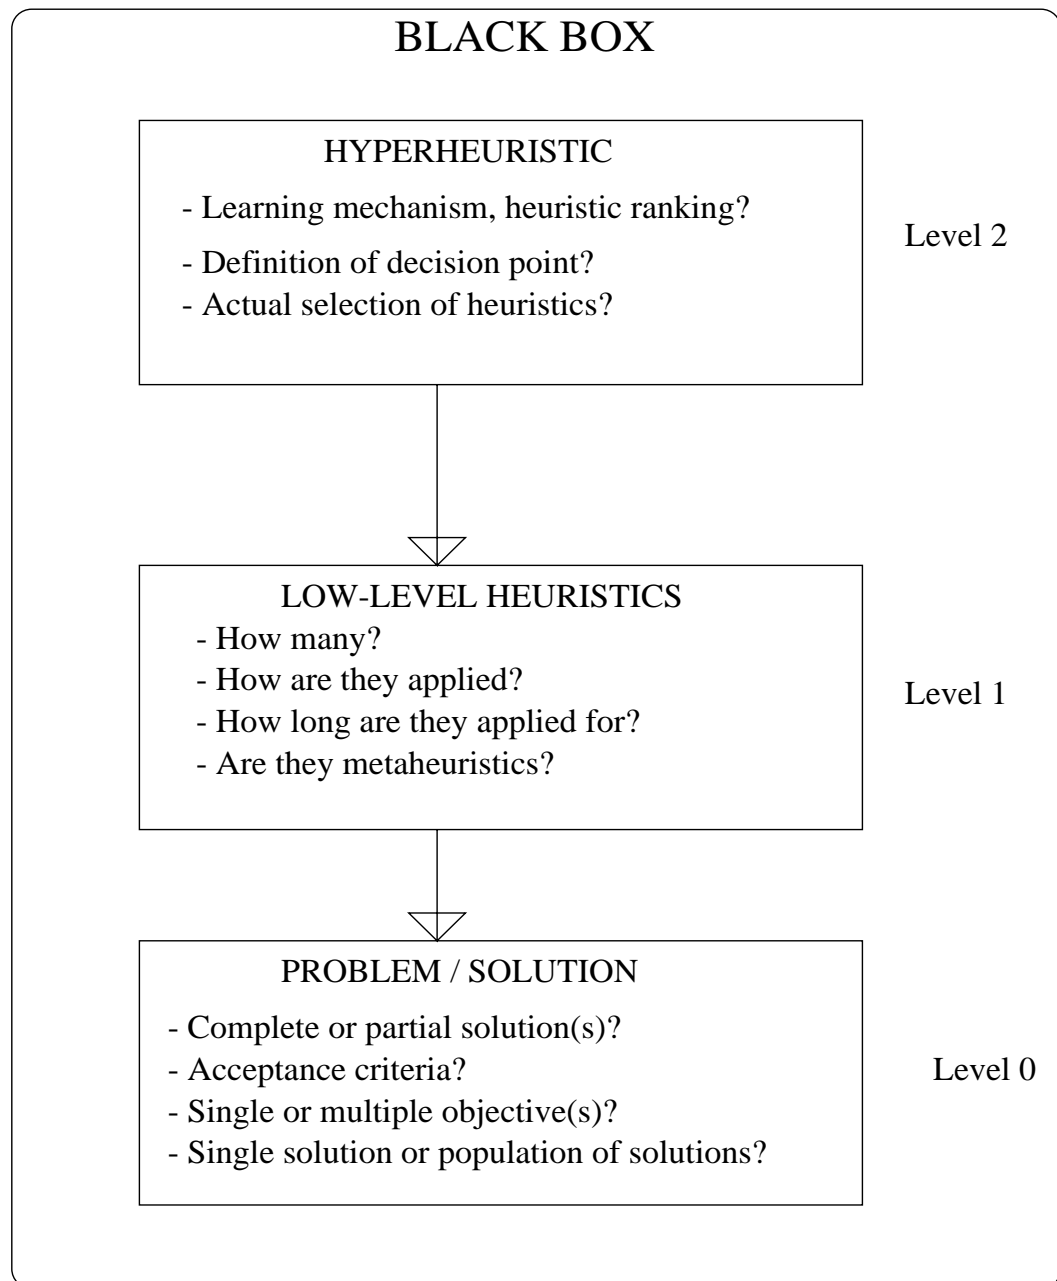 BLACK BOX
HYPERHEURISTIC
- Learning mechanism, heuristic ranking?
- Definition of decision point?
- Actual selection of heuristics?
Level 2
LOW-LEVEL HEURISTICS
- How many?
- How are they applied?
- How long are they applied for?
- Are they metaheuristics?
Level 1
PROBLEM / SOLUTION
- Complete or partial solution(s)?
- Acceptance criteria?
- Single or multiple objective(s)?
- Single solution or population of solutions?
Level 0